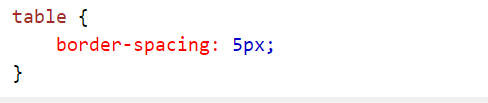 table {
    border-spacing: 5px;
}